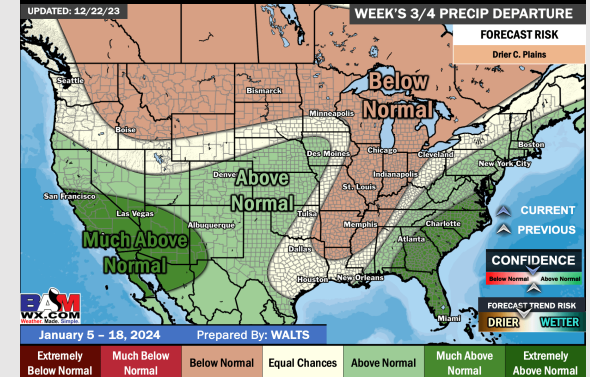 UPDATED: 12/22/23
WEEK'S 3/4 PRECIP DEPARTURE
FORECAST RISK
Drier C. Plains
Seattle
Bismarck
Below
Normal
Minneapolis
Boise
Boston
Chicago
Cleveland
Des Moines
New York City
Denve
Above
Normal
Indianapolis
St. Louis
San Francisco
Las Vegas
Albuquerque
Tulsa
Memphis
Charlotte
Atlanta
Much Above
Normal
Dallas
Houston
New Orleans
Miami
CURRENT
PREVIOUS
CONFIDENCE
Below Normal
Above Normal
FORECAST TREND RISK
DRIER
WETTER
BAM
WX.COM
Weather. Made. Simple.
January 5 – 18, 2024
Prepared By: WALTS
Extremely
Below Normal
Much Below
Normal
Below Normal
Equal Chances
Above Normal
Much Above
Normal
Extremely
Above Normal